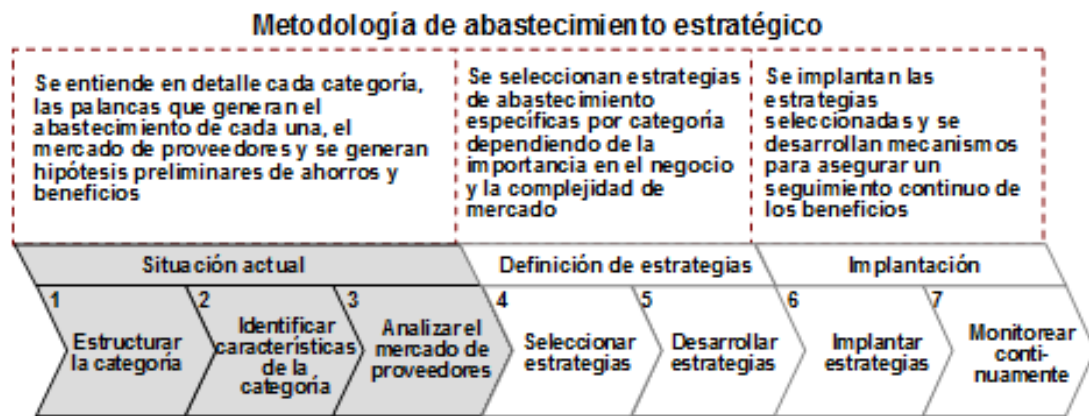 Metodología de abastecimiento estratégico
Se entiende en detalle cada categoría,
las palancas que generan el
abastecimiento de cada una, el
mercado de proveedores y se generan
hipótesis preliminares de ahorros y
beneficios
Se seleccionan estrategias
de abastecimiento
específicas por categoría
dependiendo de la
importancia en el negocio
y la complejidad de
mercado
Se implantan las
estrategias
seleccionadas y se
desarrollan mecanismos
para asegurar un
seguimiento continuo de
los beneficios
Situación actual
Definición de estrategias
Implantación
1
Estructurar
la categoría
2
Identificar
características
de la
categoría
3
Analizar el
mercado de
proveedores
4
Seleccionar
estrategias
5
Desarrollar
estrategias
6
Implantar
estrategias
7
Monitorear
conti-
nuamente